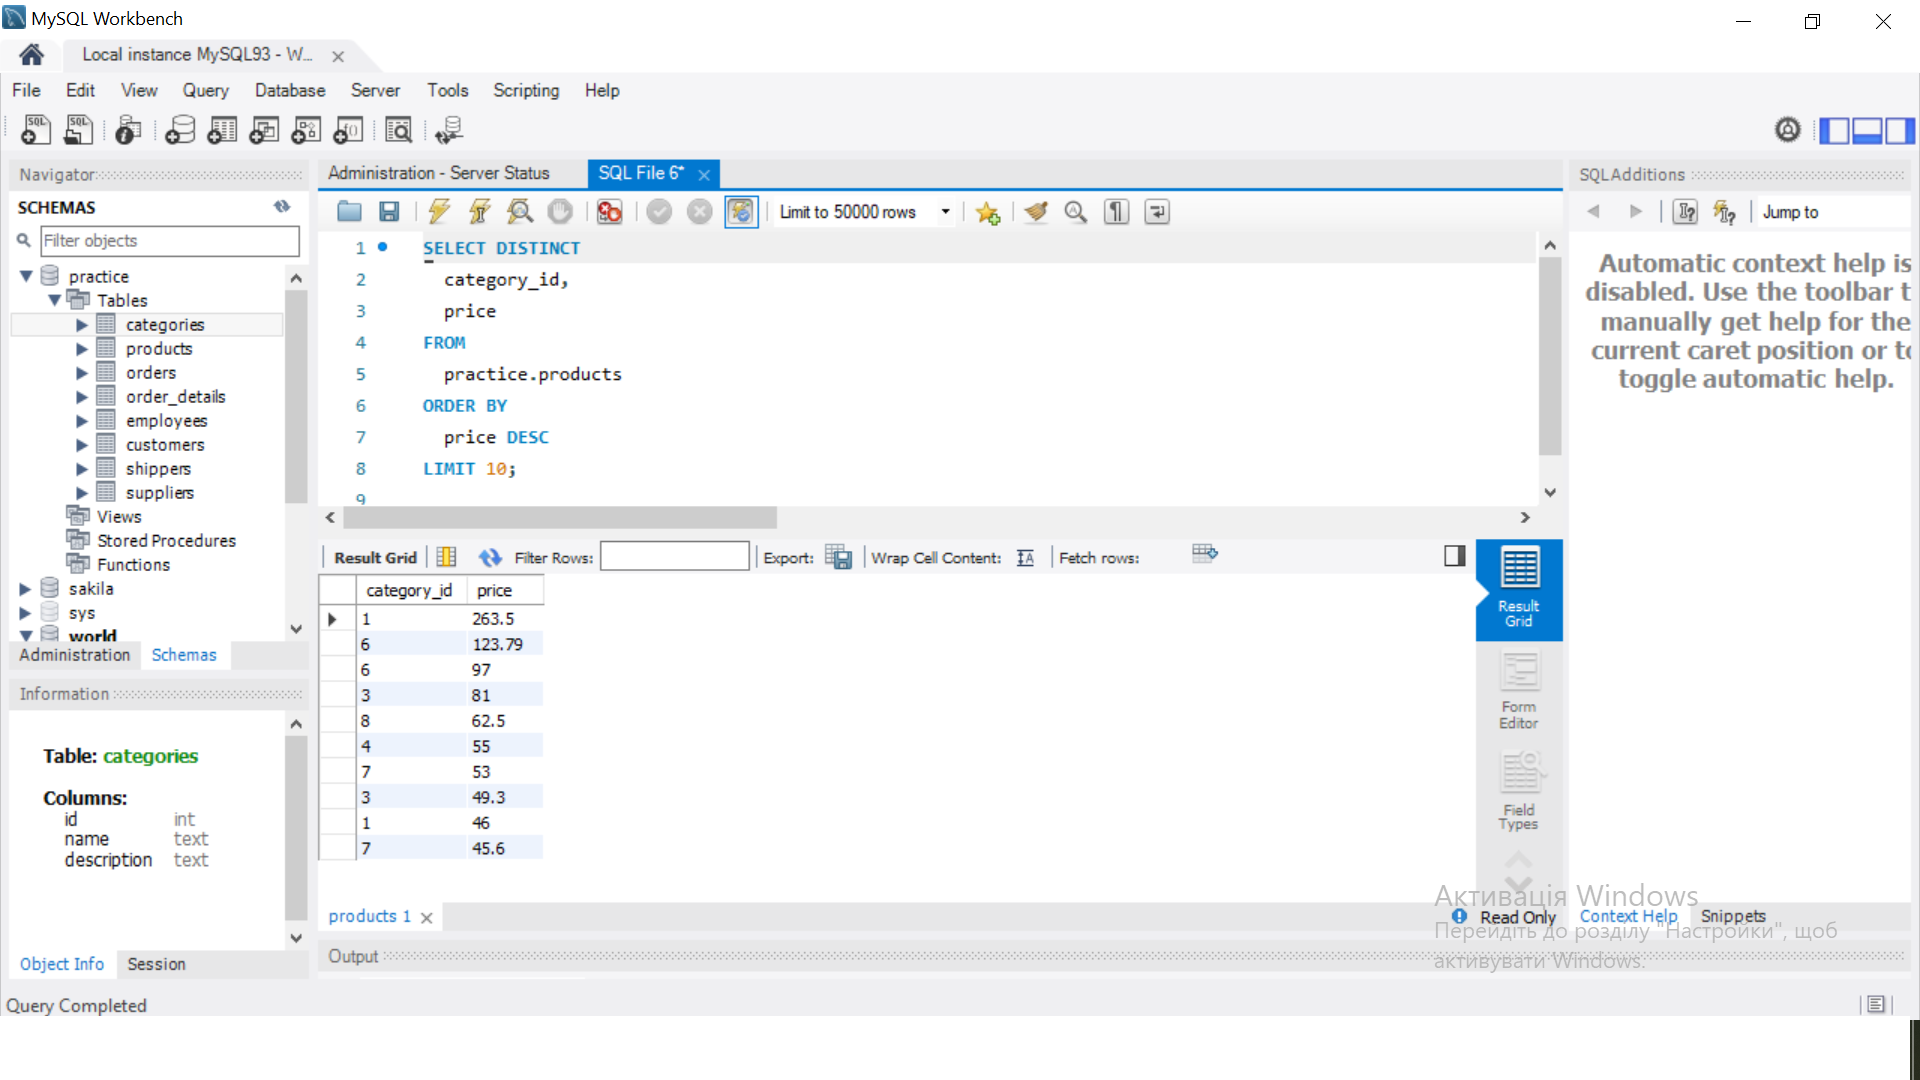 MySQL Workbench
Local instance MySQL93 - W...
File Edit View Query Database Server Tools Scripting Help
Navigator
SCHEMAS
Filter objects
practice
Tables
categories
products
orders
order_details
employees
customers
shippers
suppliers
Views
Stored Procedures
Functions
sakila
sys
world
Administration Schemas
Information
Table: categories
Columns:
id int
name text
description text
Object Info Session
Query Completed
Administration - Server Status SQL File 6*
Limit to 50000 rows
1 SELECT DISTINCT
2 category_id,
3 price
4 FROM
5 practice.products
6 ORDER BY
7 price DESC
8 LIMIT 10;
9
Result Grid Filter Rows: Export: Wrap Cell Content: Fetch rows:
category_id price
1 263.5
6 123.79
6 97
3 81
8 62.5
4 55
7 53
3 49.3
1 46
7 45.6
Result
Grid
Form
Editor
Field
Types
products 1
Read Only
Output
SQLAdditions
Jump to
Automatic context help is
disabled. Use the toolbar t
manually get help for the
current caret position or to
toggle automatic help.
Context Help Snippets
Активація Windows
Перейдіть до розділу "Настройки", щоб
активувати Windows.